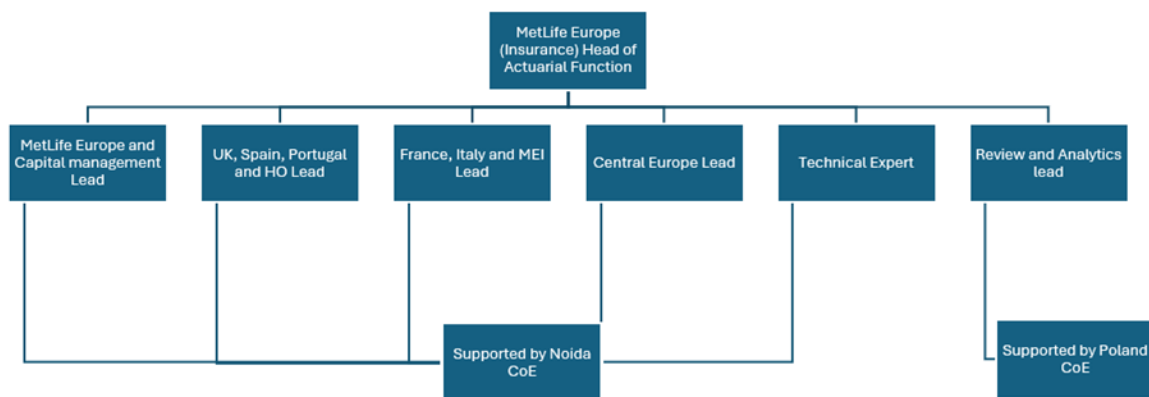 MetLife Europe
(Insurance) Head of
Actuarial Function
MetLife Europe and
Capital management
Lead
UK, Spain, Portugal
and HO Lead
France, Italy and MEI
Lead
Central Europe Lead
Technical Expert
Review and Analytics
lead
Supported by Noida
CoE
Supported by Poland
CoE